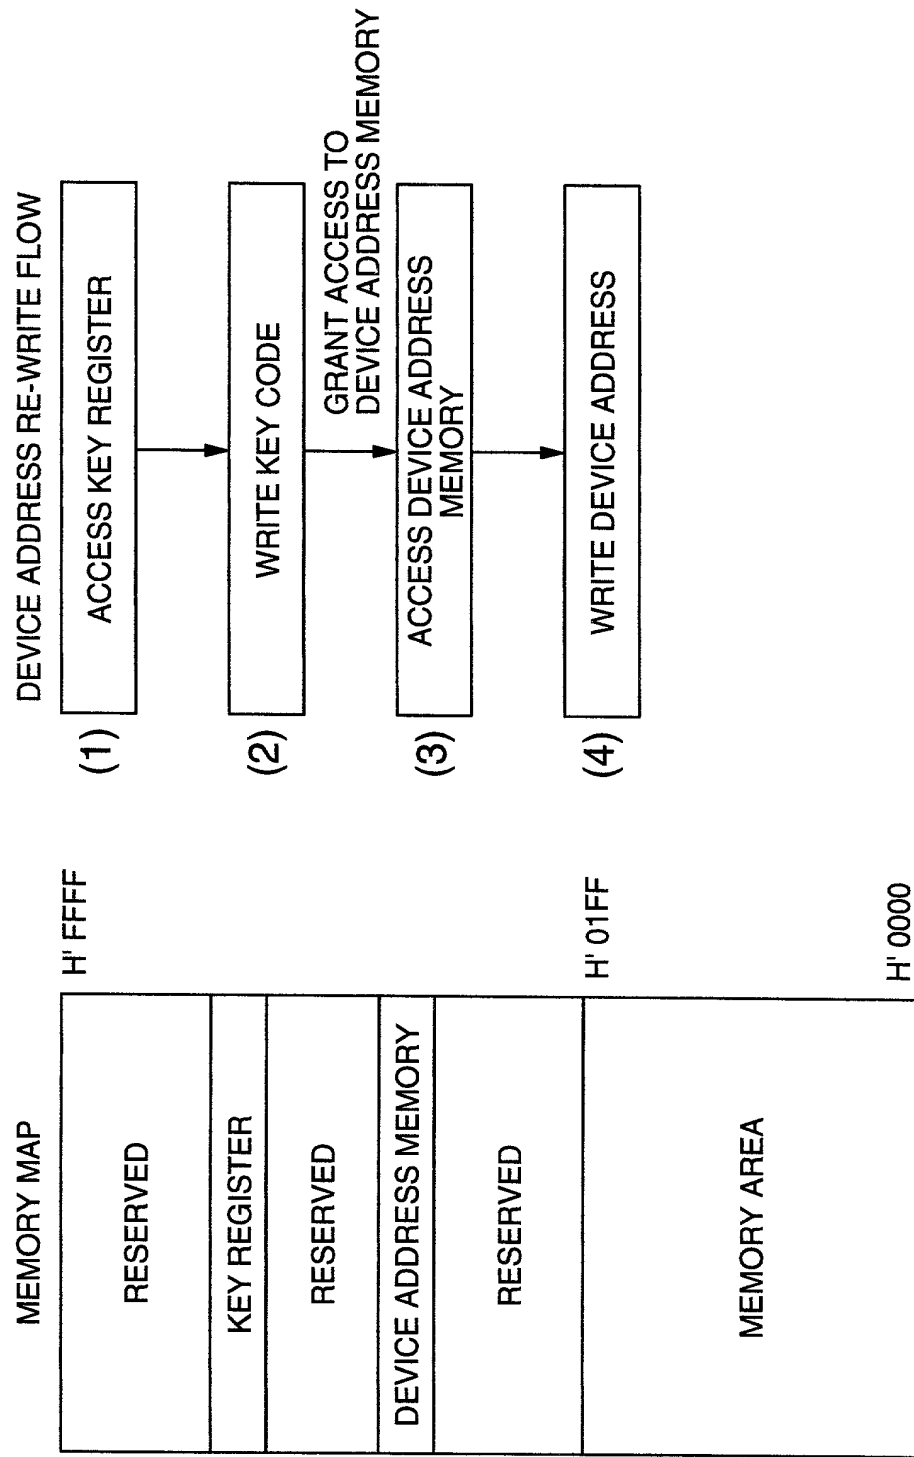 MEMORY MAP
H' FFFF
RESERVED
KEY REGISTER
RESERVED
DEVICE ADDRESS MEMORY
RESERVED
H' 01FF
MEMORY AREA
H' 0000
DEVICE ADDRESS RE-WRITE FLOW
(1)
ACCESS KEY REGISTER
(2)
WRITE KEY CODE
GRANT ACCESS TO
DEVICE ADDRESS MEMORY
(3)
ACCESS DEVICE ADDRESS
MEMORY
(4)
WRITE DEVICE ADDRESS